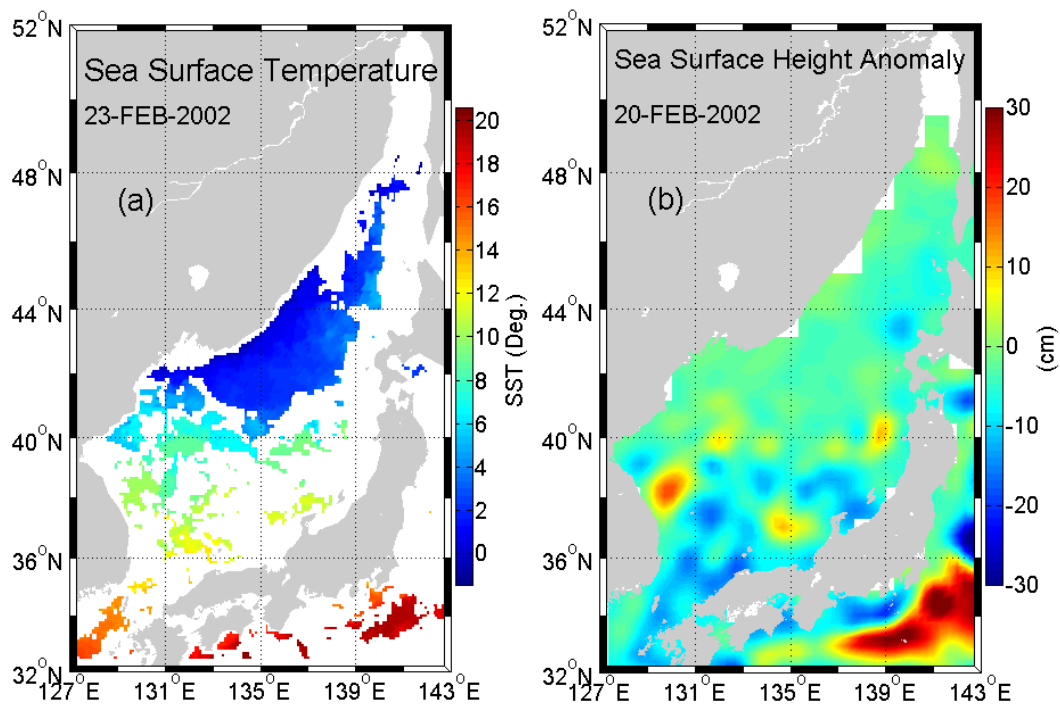 52°N
Sea Surface Temperature
23-FEB-2002
(a)
48°N
44°N
40°N
36°N
32°N
127°E 131°E 135°E 139°E 143°E
20
18
16
14
12
10
8
6
4
2
0
SST (Deg.)
52°N
Sea Surface Height Anomaly
20-FEB-2002
(b)
48°N
44°N
40°N
36°N
32°N
127°E 131°E 135°E 139°E 143°E
30
20
10
0
-10
-20
-30
(cm)